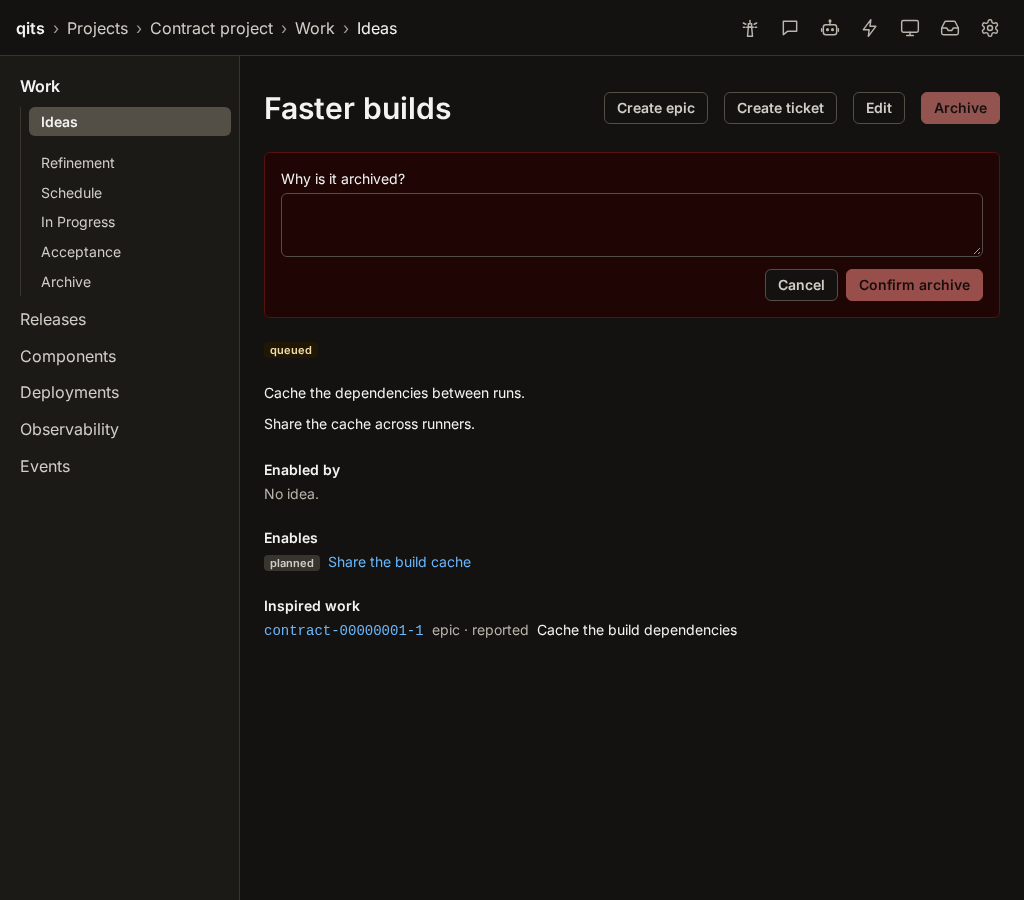 qits › Projects › Contract project › Work › Ideas
Work
Ideas
Refinement
Schedule
In Progress
Acceptance
Archive
Releases
Components
Deployments
Observability
Events
Faster builds
Create epic
Create ticket
Edit
Archive
Why is it archived?
Cancel
Confirm archive
queued
Cache the dependencies between runs.
Share the cache across runners.
Enabled by
No idea.
Enables
planned Share the build cache
Inspired work
contract-00000001-1 epic · reported Cache the build dependencies